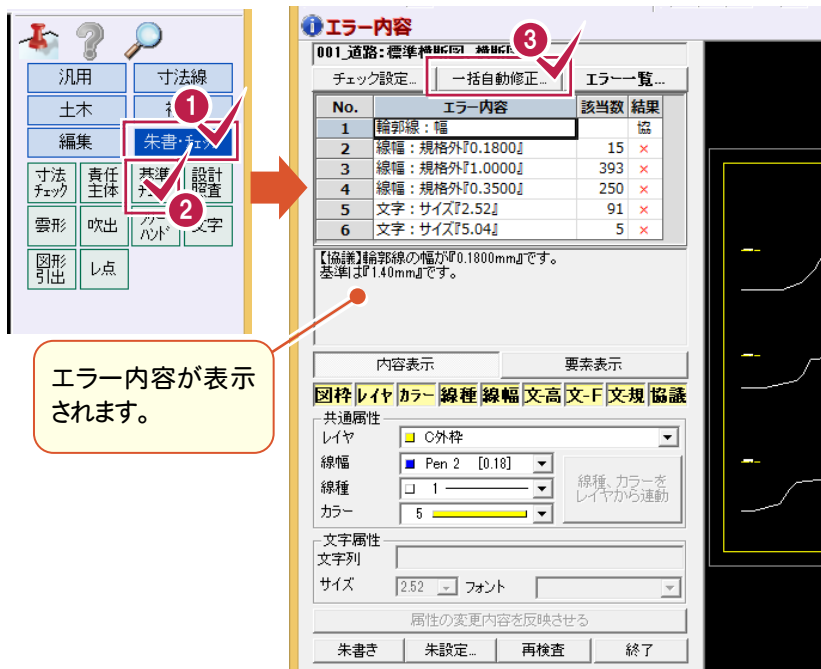 汎用
寸法線
土木
1
編集
朱書・チェック
寸法
チェック
責任
主体
基準
設計
照査
2
雲形
吹出
フリー
ハンド
文字
図形
引出
レ点
エラー内容が表示
されます。
エラー内容
001_道路:標準横断図_横断図
3
チェック設定...
一括自動修正...
エラー一覧...
No. エラー内容 該当数 結果
1 輪郭線:幅 協
2 線幅:規格外『0.1800』 15 ×
3 線幅:規格外『1.0000』 393 ×
4 線幅:規格外『0.3500』 250 ×
5 文字:サイズ『2.52』 91 ×
6 文字:サイズ『5.04』 5 ×
【協議】輪郭線の幅が『0.1800mm』です。
基準は『1.40mm』です。
内容表示
要素表示
図枠 レイヤ カラー 線種 線幅 文-高 文-F 文-規 協議
共通属性
レイヤ C外枠
線幅 Pen 2 [0.18]
線種 1
カラー 5
線種、カラーを
レイヤから連動
文字属性
文字列
サイズ 2.52 フォント
属性の変更内容を反映させる
朱書き 朱設定... 再検査 終了